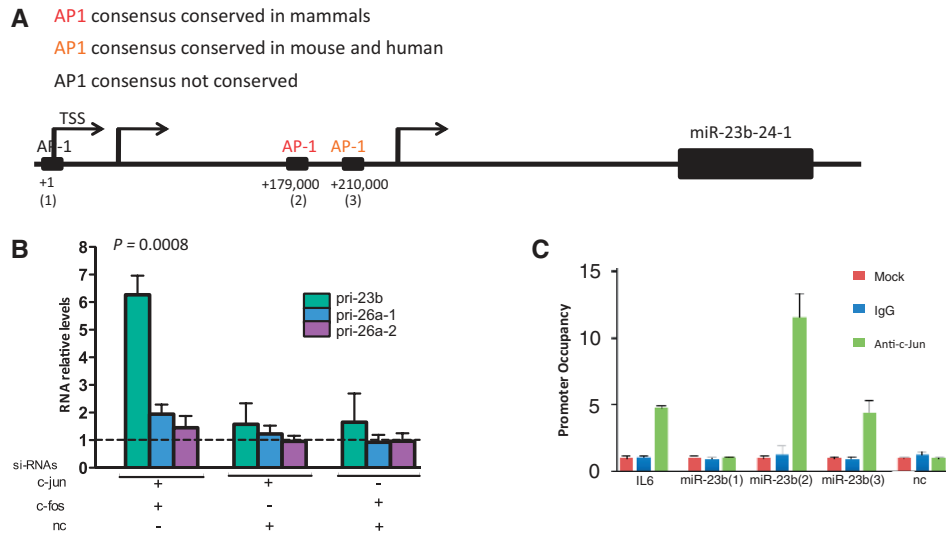 A
AP1 consensus conserved in mammals
AP1 consensus conserved in mouse and human
AP1 consensus not conserved
TSS
AP-1
AP-1
AP-1
miR-23b-24-1
+1
+179,000
+210,000
(1)
(2)
(3)
B
P = 0.0008
8
7
6
5
4
3
2
1
0
RNA relative levels
pri-23b
pri-26a-1
pri-26a-2
si-RNAs
c-jun + + -
c-fos + - +
nc - + +
C
15
10
5
0
Promoter Occupancy
Mock
IgG
Anti-c-Jun
IL6 miR-23b(1) miR-23b(2) miR-23b(3) nc